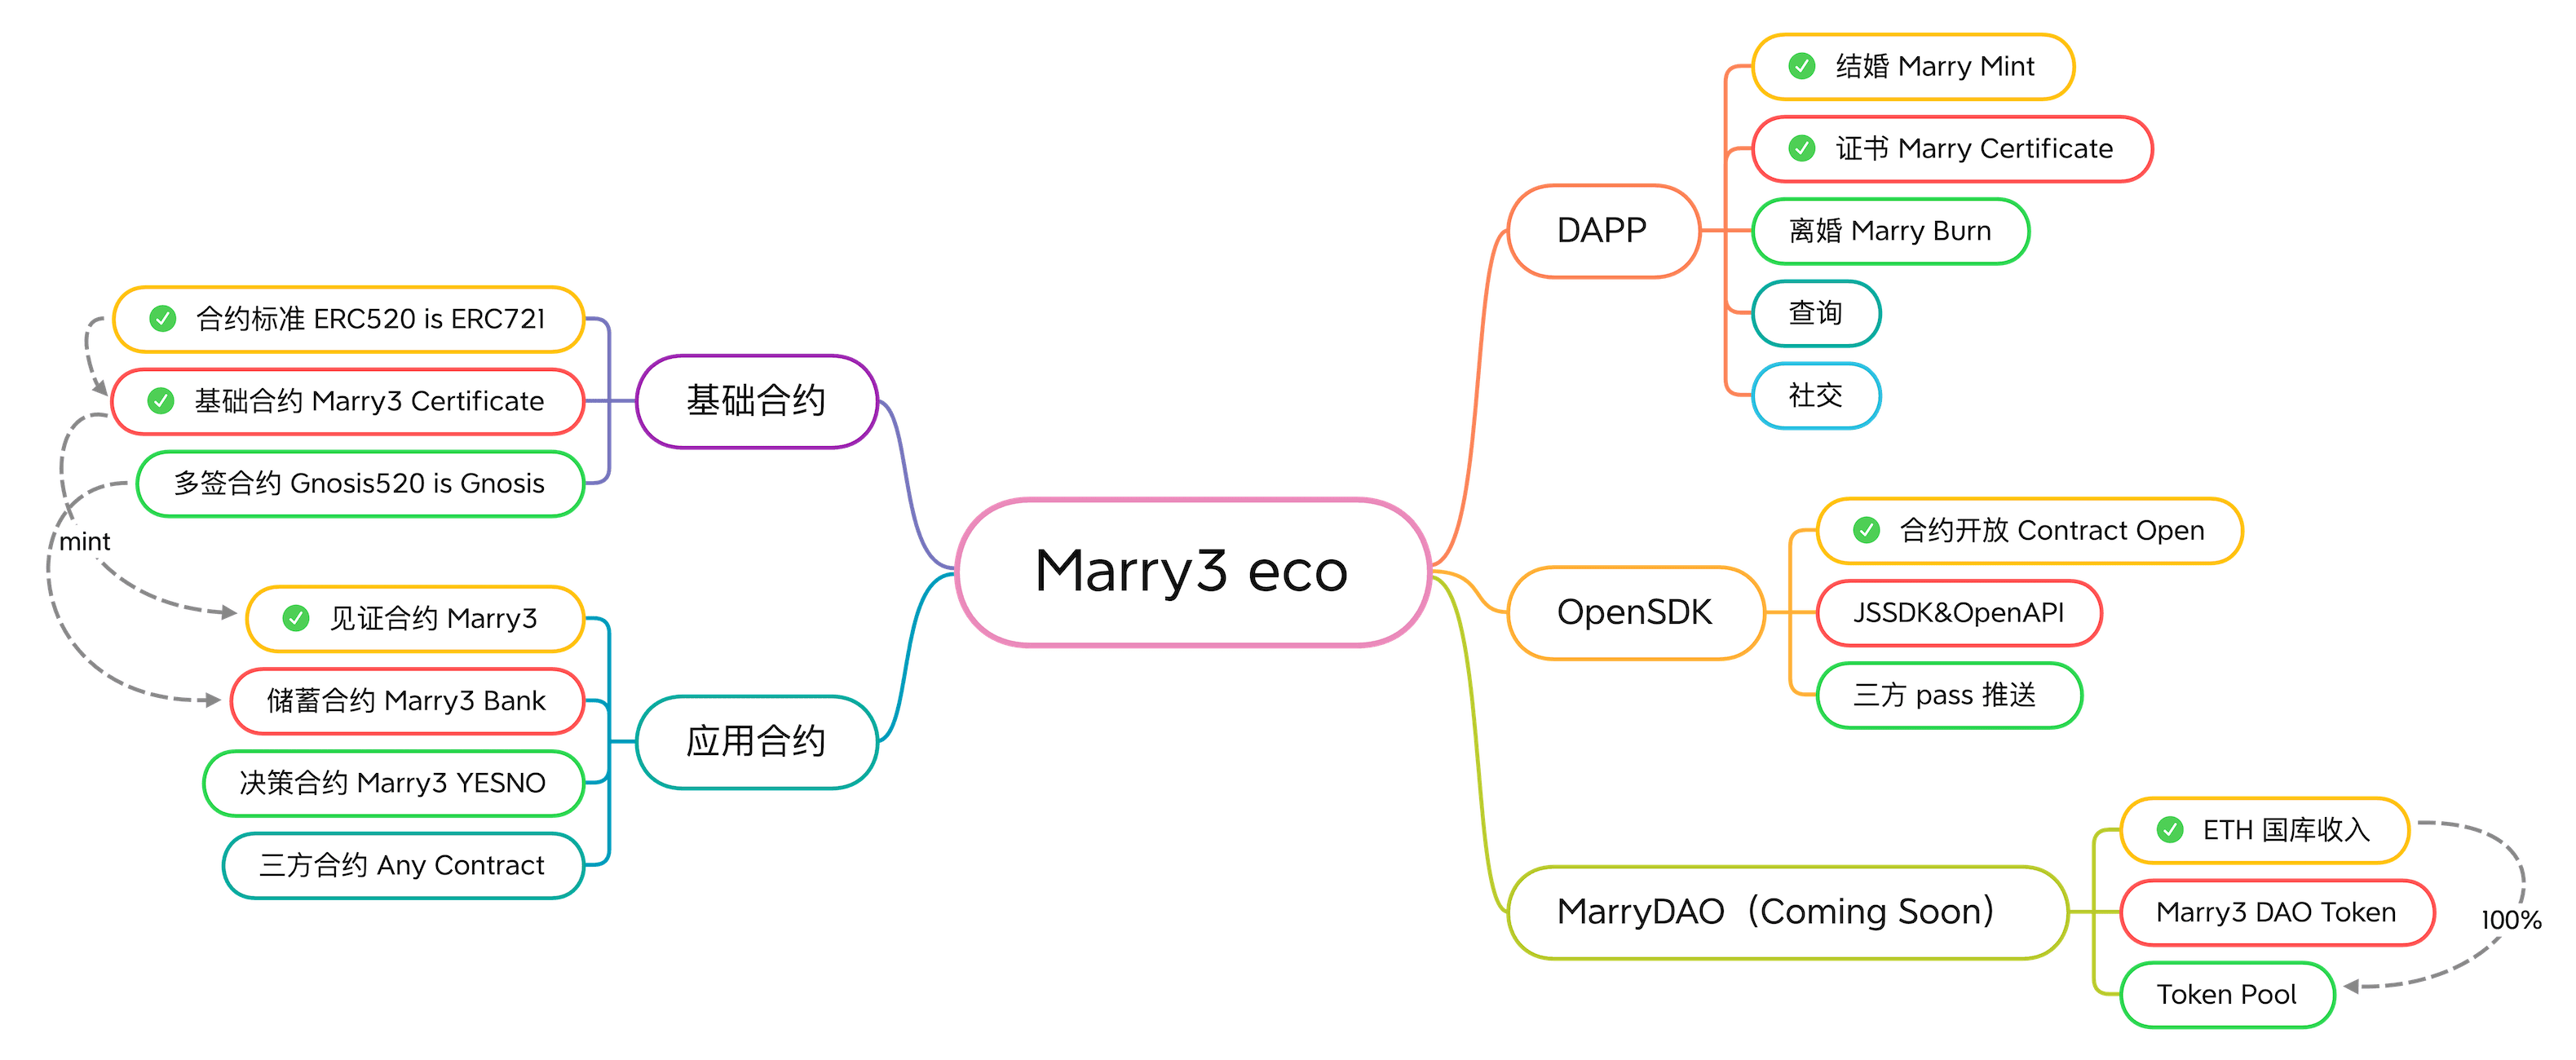 Marry3 eco
基础合约
合约标准 ERC520 is ERC721
基础合约 Marry3 Certificate
多签合约 Gnosis520 is Gnosis
mint
应用合约
见证合约 Marry3
储蓄合约 Marry3 Bank
决策合约 Marry3 YESNO
三方合约 Any Contract
DAPP
结婚 Marry Mint
证书 Marry Certificate
离婚 Marry Burn
查询
社交
OpenSDK
合约开放 Contract Open
JSSDK&OpenAPI
三方 pass 推送
MarryDAO（Coming Soon）
ETH 国库收入
Marry3 DAO Token
Token Pool
100%